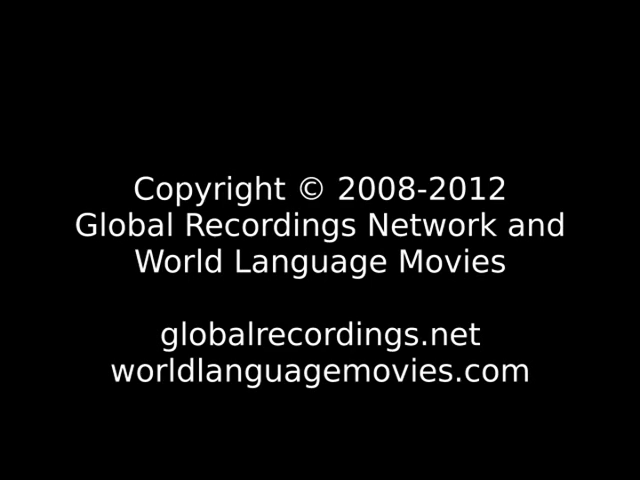 Copyright © 2008-2012
Global Recordings Network and
World Language Movies
globalrecordings.net
worldlanguagemovies.com